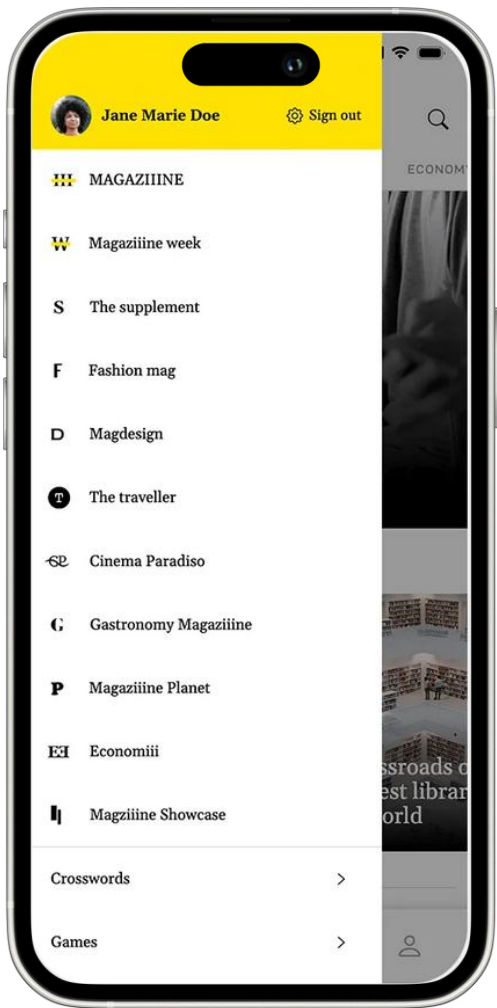 Jane Marie Doe
Sign out
MAGAZIIINE
W Magaziiine week
S The supplement
F Fashion mag
D Magdesign
T The traveller
CP Cinema Paradiso
G Gastronomy Magaziiine
P Magaziiine Planet
Economiii
Magziiine Showcase
Crosswords
Games
ECONOM
ssroads o
est librar
orld